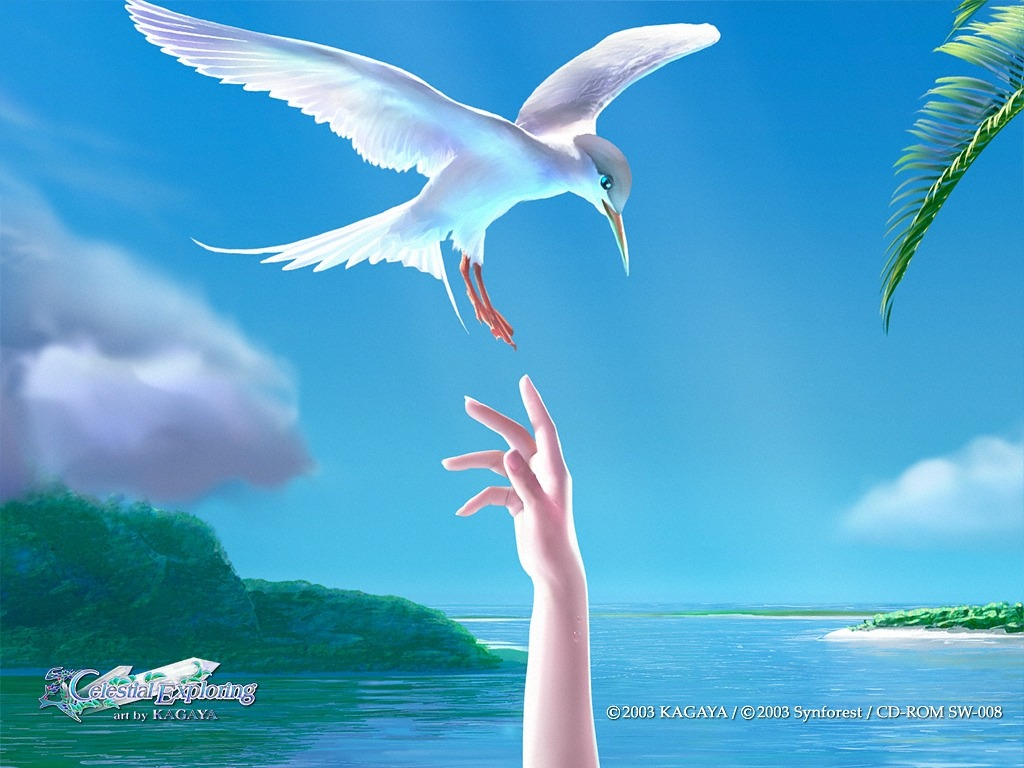 Celestial Exploring
art by KAGAYA
©2003 KAGAYA / ©2003 Synforest / CD-ROM SW-008